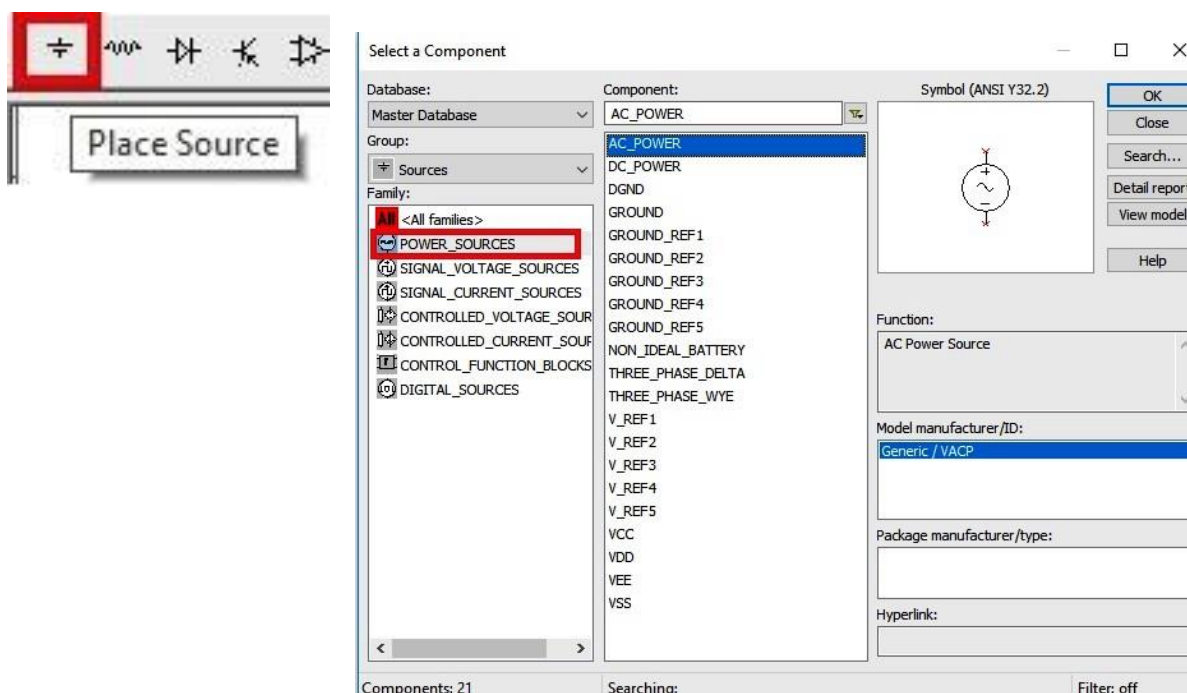 Place Source
Select a Component
Database:
Master Database
Group:
Sources
Family:
All <All families>
POWER_SOURCES
SIGNAL_VOLTAGE_SOURCES
SIGNAL_CURRENT_SOURCES
CONTROLLED_VOLTAGE_SOUR
CONTROLLED_CURRENT_SOUR
CONTROL_FUNCTION_BLOCKS
DIGITAL_SOURCES
Components: 21
Component:
AC_POWER
AC_POWER
DC_POWER
DGND
GROUND
GROUND_REF1
GROUND_REF2
GROUND_REF3
GROUND_REF4
GROUND_REF5
NON_IDEAL_BATTERY
THREE_PHASE_DELTA
THREE_PHASE_WYE
V_REF1
V_REF2
V_REF3
V_REF4
V_REF5
VCC
VDD
VEE
VSS
Searching:
Symbol (ANSI Y32.2)
Function:
AC Power Source
Model manufacturer/ID:
Generic / VACP
Package manufacturer/type:
Hyperlink:
Filter: off
OK
Close
Search...
Detail repor
View model
Help